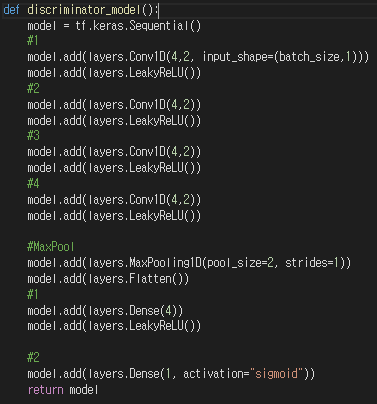 def discriminator_model():
model = tf.keras.Sequential()
#1
model.add(layers.Conv1D(4,2, input_shape=(batch_size,1)))
model.add(layers.LeakyReLU())
#2
model.add(layers.Conv1D(4,2))
model.add(layers.LeakyReLU())
#3
model.add(layers.Conv1D(4,2))
model.add(layers.LeakyReLU())
#4
model.add(layers.Conv1D(4,2))
model.add(layers.LeakyReLU())
#MaxPool
model.add(layers.MaxPooling1D(pool_size=2, strides=1))
model.add(layers.Flatten())
#1
model.add(layers.Dense(4))
model.add(layers.LeakyReLU())
#2
model.add(layers.Dense(1, activation="sigmoid"))
return model